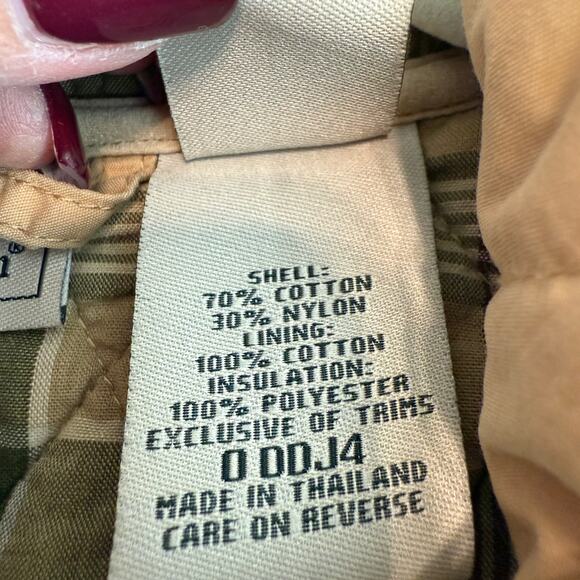 SHELL:
70% COTTON
30% NYLON
LINING:
100% COTTON
INSULATION:
100% POLYESTER
EXCLUSIVE OF TRIMS
0 DDJ4
MADE IN THAILAND
CARE ON REVERSE